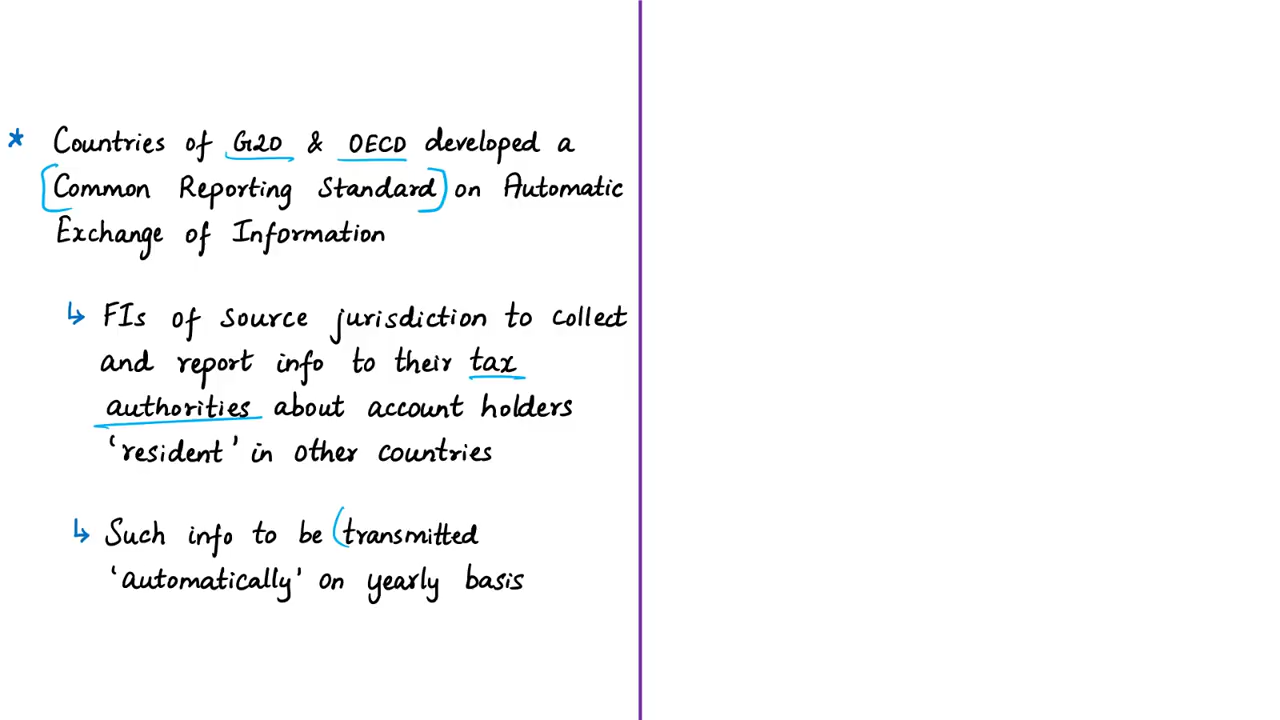 * Countries of G20 & OECD developed a
[Common Reporting Standard] on Automatic
Exchange of Information
↳ FIs of source jurisdiction to collect
and report info to their tax
authorities about account holders
'resident' in other countries
↳ Such info to be (transmitted
'automatically' on yearly basis